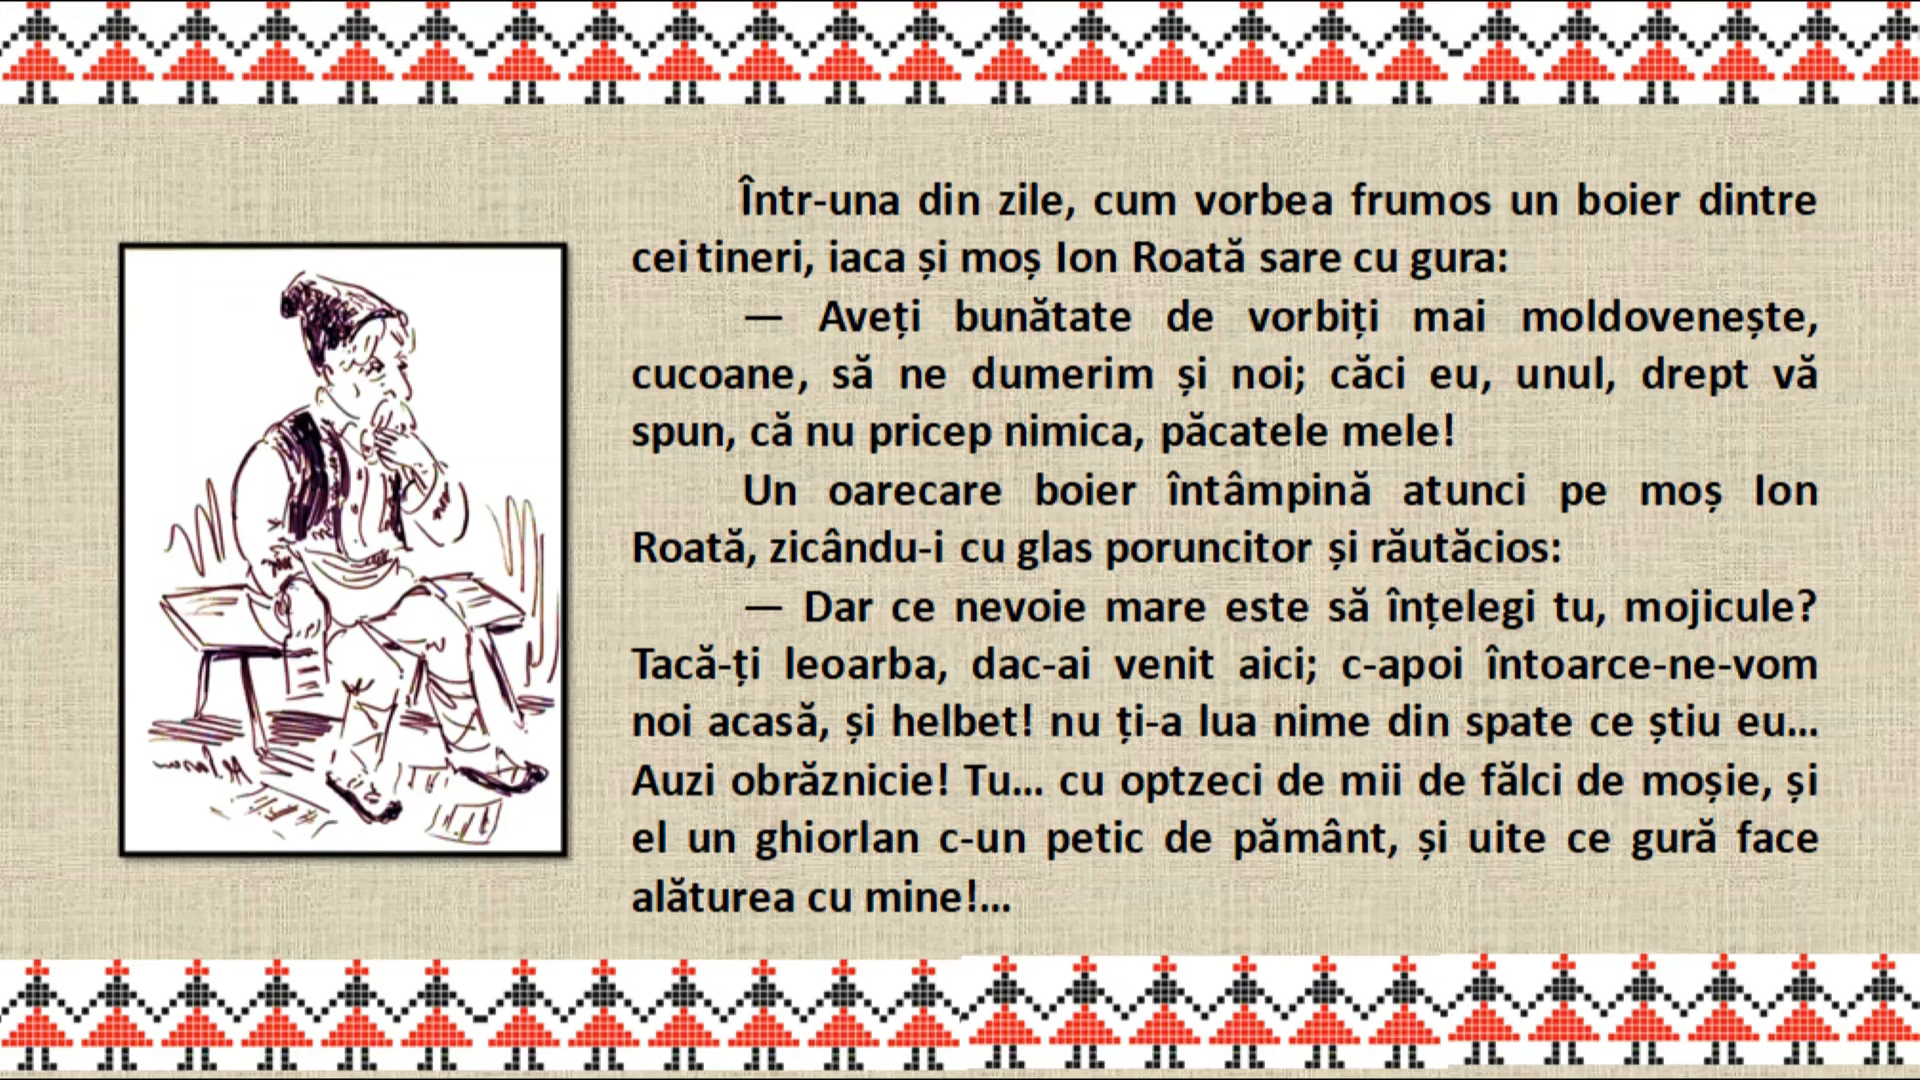 Într-una din zile, cum vorbea frumos un boier dintre
cei tineri, iaca și moș Ion Roată sare cu gura:
— Aveți bunătate de vorbiți mai moldovenește,
cucoane, să ne dumerim și noi; căci eu, unul, drept vă
spun, că nu pricep nimica, păcatele mele!
Un oarecare boier întâmpină atunci pe moș Ion
Roată, zicându-i cu glas poruncitor și răutăcios:
— Dar ce nevoie mare este să înțelegi tu, mojicule?
Tacă-ți leoarba, dac-ai venit aici; c-apoi întoarce-ne-vom
noi acasă, și helbet! nu ți-a lua nime din spate ce știu eu...
Auzi obrăznicie! Tu... cu optzeci de mii de fălci de moșie, și
el un ghiorlan c-un petic de pământ, și uite ce gură face
alăturea cu mine!...